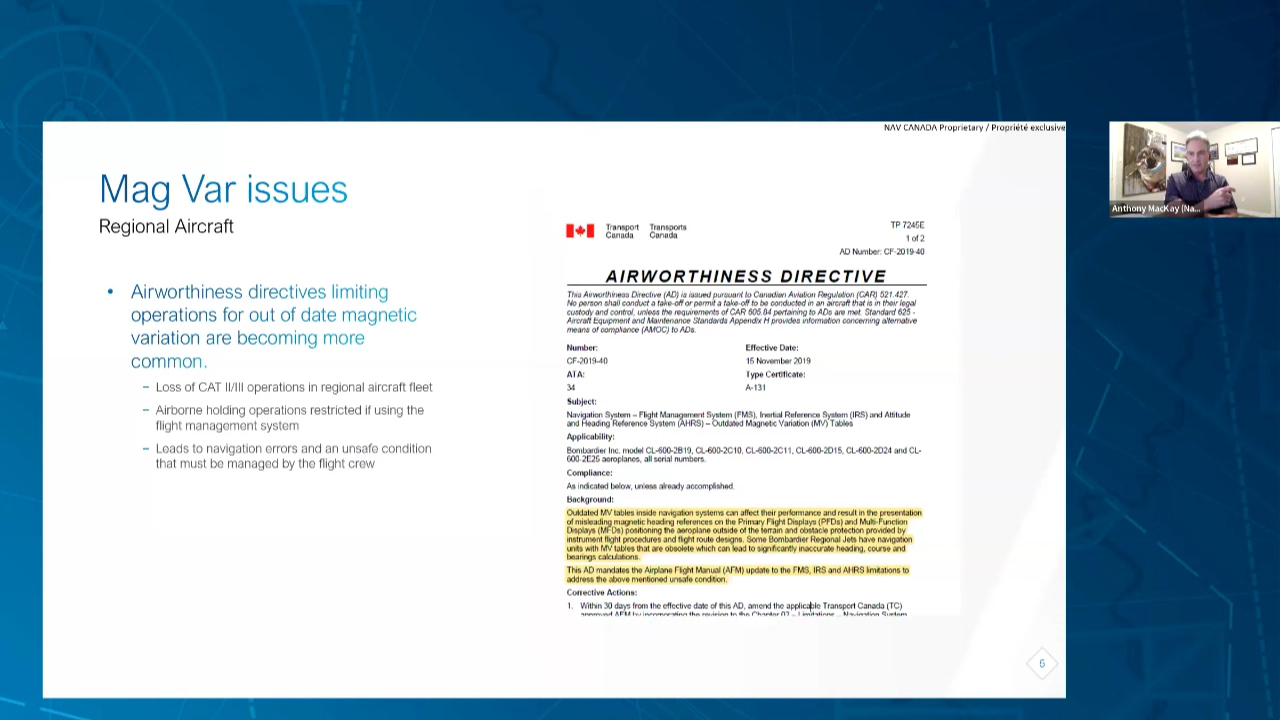 NAV CANADA Proprietary / Propriété exclusive
Mag Var issues
Regional Aircraft
• Airworthiness directives limiting
operations for out of date magnetic
variation are becoming more
common.
– Loss of CAT II/III operations in regional aircraft fleet
– Airborne holding operations restricted if using the
flight management system
– Leads to navigation errors and an unsafe condition
that must be managed by the flight crew
Transport Transports
Canada Canada
TP 7245E
1 of 2
AD Number: CF-2019-40
AIRWORTHINESS DIRECTIVE
This Airworthiness Directive (AD) is issued pursuant to Canadian Aviation Regulation (CAR) 521.427.
No person shall conduct a take-off or permit a take-off to be conducted in an aircraft that is in their legal
custody and control, unless the requirements of CAR 605.84 pertaining to ADs are met. Standard 625 -
Aircraft Equipment and Maintenance Standards Appendix H provides information concerning alternative
means of compliance (AMOC) to ADs.
Number: Effective Date:
CF-2019-40 15 November 2019
ATA: Type Certificate:
34 A-131
Subject:
Navigation System – Flight Management System (FMS), Inertial Reference System (IRS) and Attitude
and Heading Reference System (AHRS) – Outdated Magnetic Variation (MV) Tables
Applicability:
Bombardier Inc. model CL-600-2B19, CL-600-2C10, CL-600-2C11, CL-600-2D15, CL-600-2D24 and CL-
600-2E25 aeroplanes, all serial numbers.
Compliance:
As indicated below, unless already accomplished.
Background:
Outdated MV tables inside navigation systems can affect their performance and result in the presentation
of misleading magnetic heading references on the Primary Flight Displays (PFDs) and Multi-Function
Displays (MFDs) positioning the aeroplane outside of the terrain and obstacle protection provided by
instrument flight procedures and flight route designs. Some Bombardier Regional Jets have navigation
units with MV tables that are obsolete which can lead to significantly inaccurate heading, course and
bearings calculations.
This AD mandates the Airplane Flight Manual (AFM) update to the FMS, IRS and AHRS limitations to
address the above mentioned unsafe condition.
Corrective Actions:
1. Within 30 days from the effective date of this AD, amend the applicable Transport Canada (TC)
approved AFM by incorporating the revision to the Chapter 02 – Limitations – Navigation System
5
Anthony MacKay (Na...